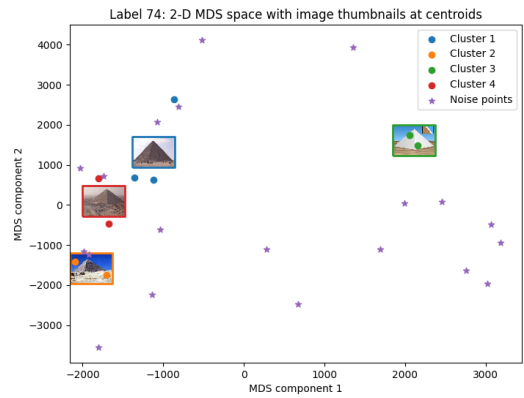 Label 74: 2-D MDS space with image thumbnails at centroids
Cluster 1
Cluster 2
Cluster 3
Cluster 4
Noise points
MDS component 2
4000
3000
2000
1000
0
−1000
−2000
−3000
−2000 −1000 0 1000 2000 3000
MDS component 1